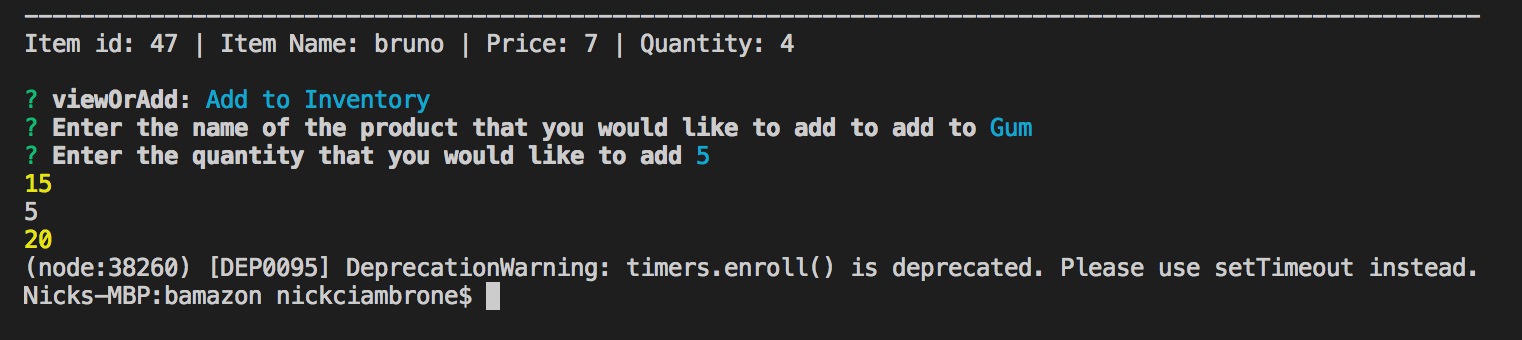 Item id: 47 | Item Name: bruno | Price: 7 | Quantity: 4
? viewOrAdd: Add to Inventory
? Enter the name of the product that you would like to add to add to Gum
? Enter the quantity that you would like to add 5
15
5
20
(node:38260) [DEP0095] DeprecationWarning: timers.enroll() is deprecated. Please use setTimeout instead.
Nicks-MBP:bamazon nickciambrone$